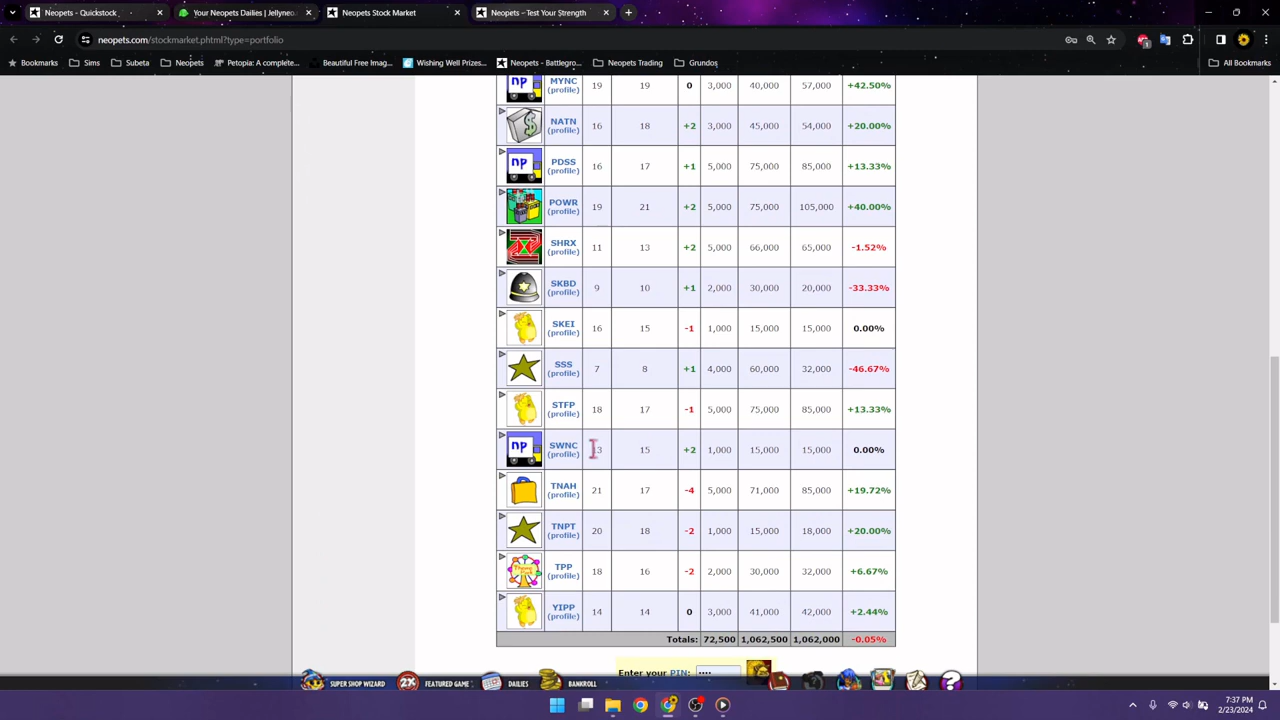 Neopets - Quickstock
Your Neopets Dailies | Jellyneo
Neopets Stock Market
Neopets - Test Your Strength
neopets.com/stockmarket.phtml?type=portfolio
Bookmarks Sims Subeta Neopets Petopia: A complete... Beautiful Free Imag... Wishing Well Prizes... Neopets - Battlegro... Neopets Trading Grundos All Bookmarks
np MYNC (profile) 19 19 0 3,000 40,000 57,000 +42.50%
NATN (profile) 16 18 +2 3,000 45,000 54,000 +20.00%
np PDSS (profile) 16 17 +1 5,000 75,000 85,000 +13.33%
POWR (profile) 19 21 +2 5,000 75,000 105,000 +40.00%
SHRX (profile) 11 13 +2 5,000 66,000 65,000 -1.52%
SKBD (profile) 9 10 +1 2,000 30,000 20,000 -33.33%
SKEI (profile) 16 15 -1 1,000 15,000 15,000 0.00%
SSS (profile) 7 8 +1 4,000 60,000 32,000 -46.67%
STFP (profile) 18 17 -1 5,000 75,000 85,000 +13.33%
np SWNC (profile) 13 15 +2 1,000 15,000 15,000 0.00%
TNAH (profile) 21 17 -4 5,000 71,000 85,000 +19.72%
TNPT (profile) 20 18 -2 1,000 15,000 18,000 +20.00%
TPP (profile) 18 16 -2 2,000 30,000 32,000 +6.67%
YIPP (profile) 14 14 0 3,000 41,000 42,000 +2.44%
Totals: 72,500 1,062,500 1,062,000 -0.05%
Enter your PIN: ....
SUPER SHOP WIZARD 2X FEATURED GAME DAILIES BANKROLL
7:37 PM
2/23/2024